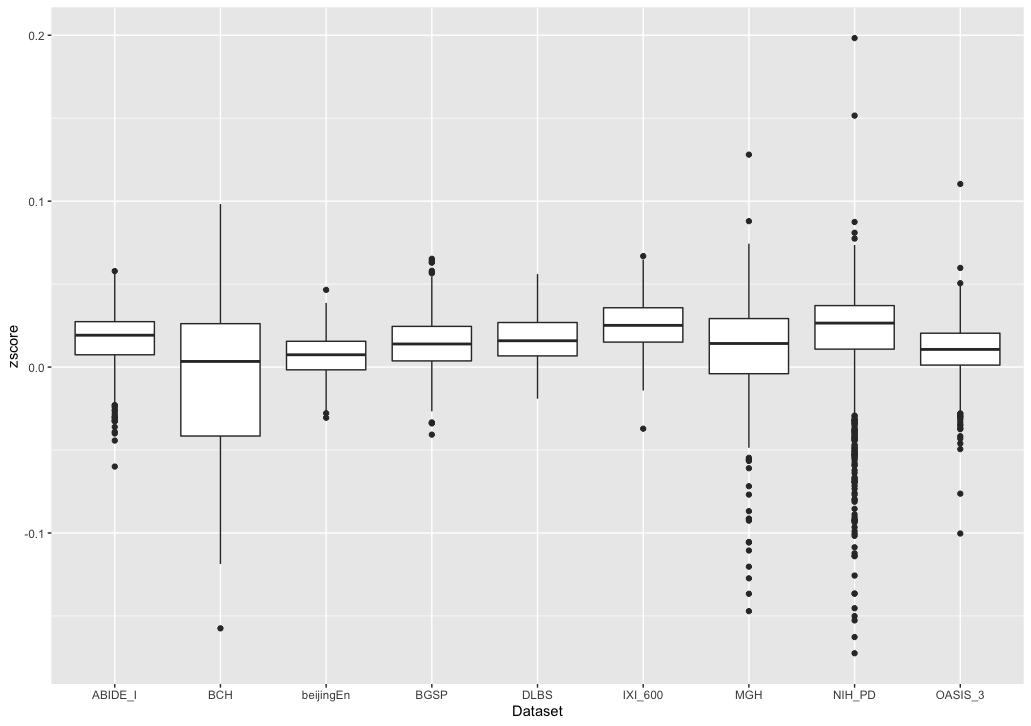 zscore
0.2
0.1
0.0
-0.1
ABIDE_I BCH beijingEn BGSP DLBS IXI_600 MGH NIH_PD OASIS_3
Dataset